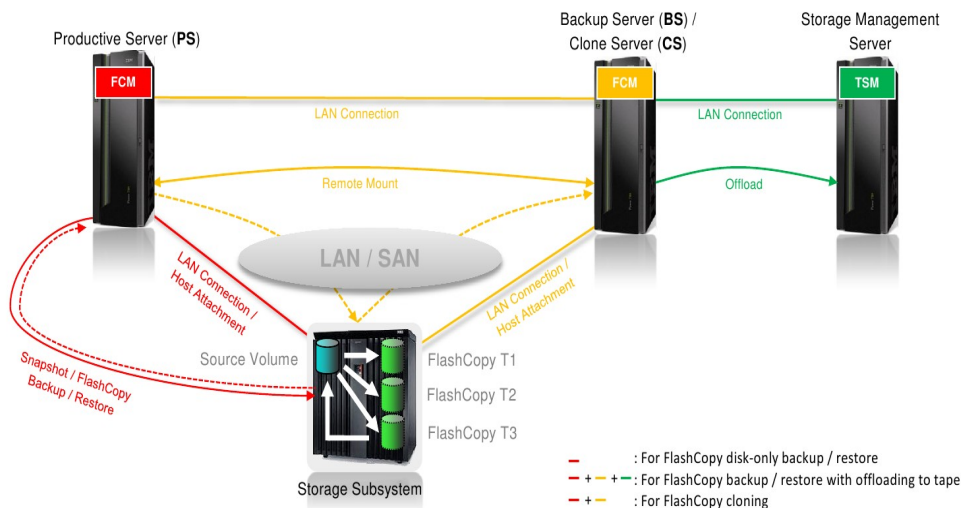 Productive Server (PS)
Backup Server (BS) /
Clone Server (CS)
Storage Management
Server
FCM
FCM
TSM
LAN Connection
LAN Connection
Remote Mount
Offload
LAN / SAN
LAN Connection /
Host Attachment
LAN Connection /
Host Attachment
Snapshot / FlashCopy
Backup / Restore
Source Volume
FlashCopy T1
FlashCopy T2
FlashCopy T3
Storage Subsystem
: For FlashCopy disk-only backup / restore
+ + : For FlashCopy backup / restore with offloading to tape
+ : For FlashCopy cloning